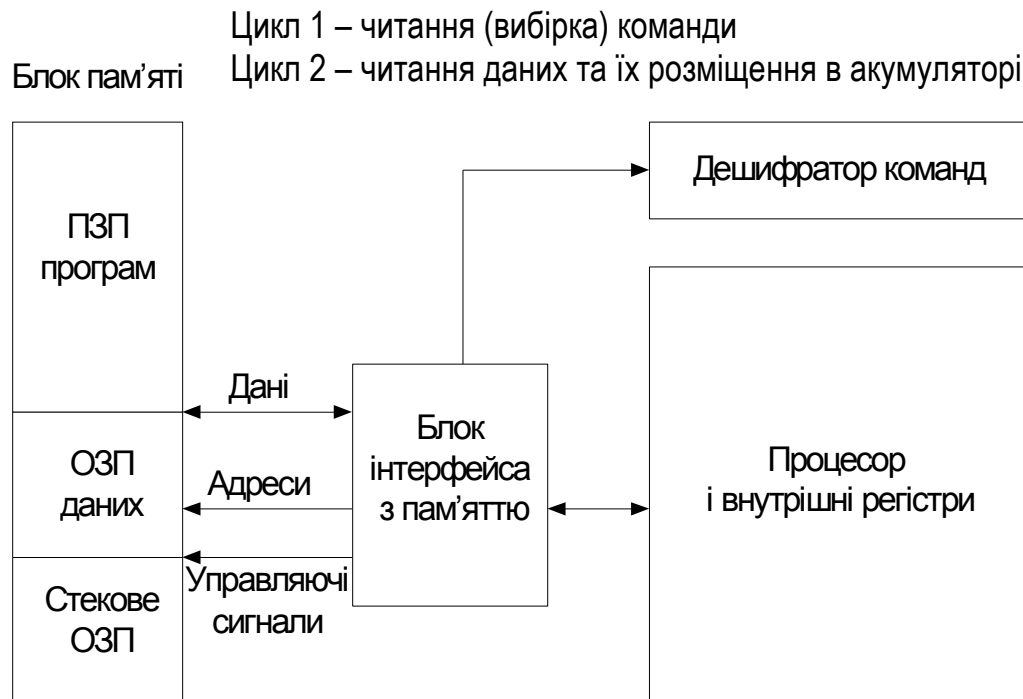 Цикл 1 – читання (вибірка) команди
Цикл 2 – читання даних та їх розміщення в акумуляторі
Блок пам’яті
ПЗП
програм
ОЗП
даних
Стекове
ОЗП
Дані
Адреси
Управляючі
сигнали
Блок
інтерфейса
з пам’яттю
Дешифратор команд
Процесор
і внутрішні регістри